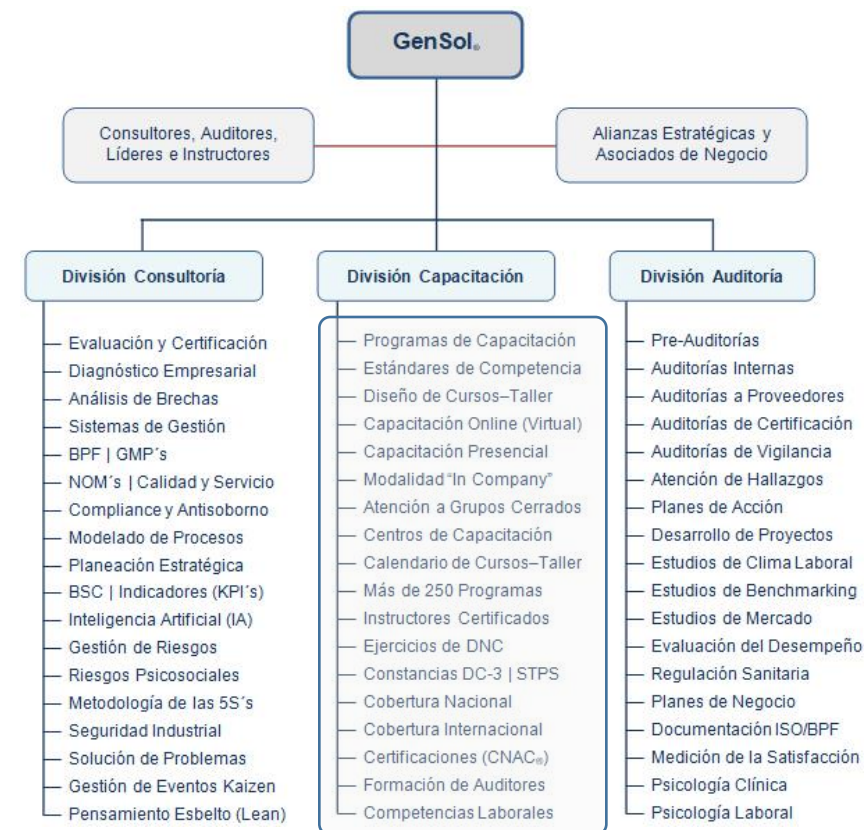 GenSol®
Consultores, Auditores,
Líderes e Instructores
Alianzas Estratégicas y
Asociados de Negocio
División Consultoría
Evaluación y Certificación
Diagnóstico Empresarial
Análisis de Brechas
Sistemas de Gestión
BPF | GMP´s
NOM´s | Calidad y Servicio
Compliance y Antisoborno
Modelado de Procesos
Planeación Estratégica
BSC | Indicadores (KPI´s)
Inteligencia Artificial (IA)
Gestión de Riesgos
Riesgos Psicosociales
Metodología de las 5S´s
Seguridad Industrial
Solución de Problemas
Gestión de Eventos Kaizen
Pensamiento Esbelto (Lean)
División Capacitación
Programas de Capacitación
Estándares de Competencia
Diseño de Cursos–Taller
Capacitación Online (Virtual)
Capacitación Presencial
Modalidad “In Company”
Atención a Grupos Cerrados
Centros de Capacitación
Calendario de Cursos–Taller
Más de 250 Programas
Instructores Certificados
Ejercicios de DNC
Constancias DC-3 | STPS
Cobertura Nacional
Cobertura Internacional
Certificaciones (CNAC®)
Formación de Auditores
Competencias Laborales
División Auditoría
Pre-Auditorías
Auditorías Internas
Auditorías a Proveedores
Auditorías de Certificación
Auditorías de Vigilancia
Atención de Hallazgos
Planes de Acción
Desarrollo de Proyectos
Estudios de Clima Laboral
Estudios de Benchmarking
Estudios de Mercado
Evaluación del Desempeño
Regulación Sanitaria
Planes de Negocio
Documentación ISO/BPF
Medición de la Satisfacción
Psicología Clínica
Psicología Laboral